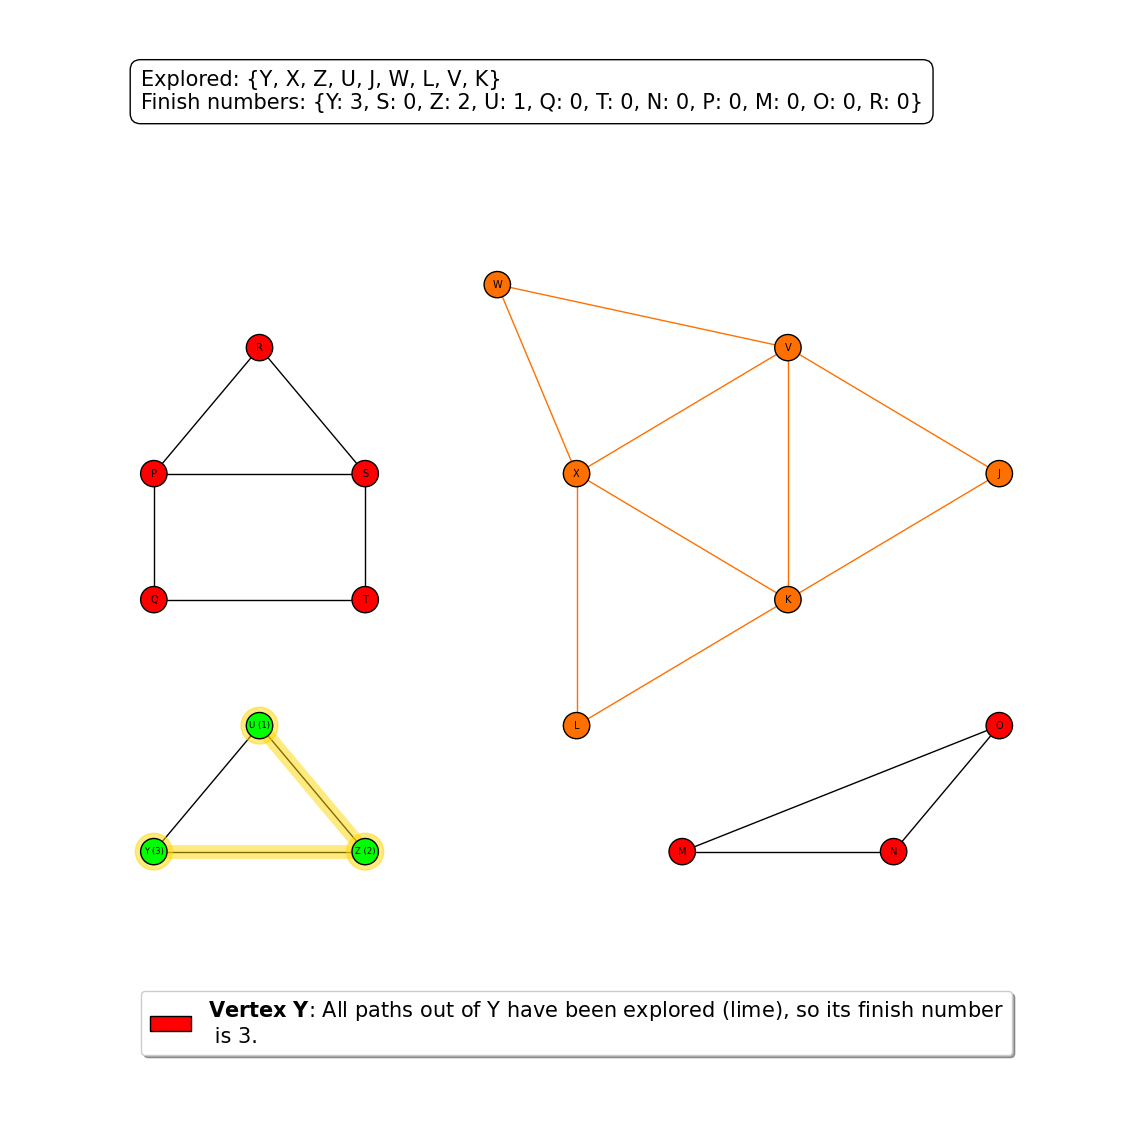 Explored: {Y, X, Z, U, J, W, L, V, K}
Finish numbers: {Y: 3, S: 0, Z: 2, U: 1, Q: 0, T: 0, N: 0, P: 0, M: 0, O: 0, R: 0}
W
R
V
P
S
X
J
Q
T
K
U (1)
L
O
Y (3)
Z (2)
M
N
Vertex Y: All paths out of Y have been explored (lime), so its finish number
is 3.